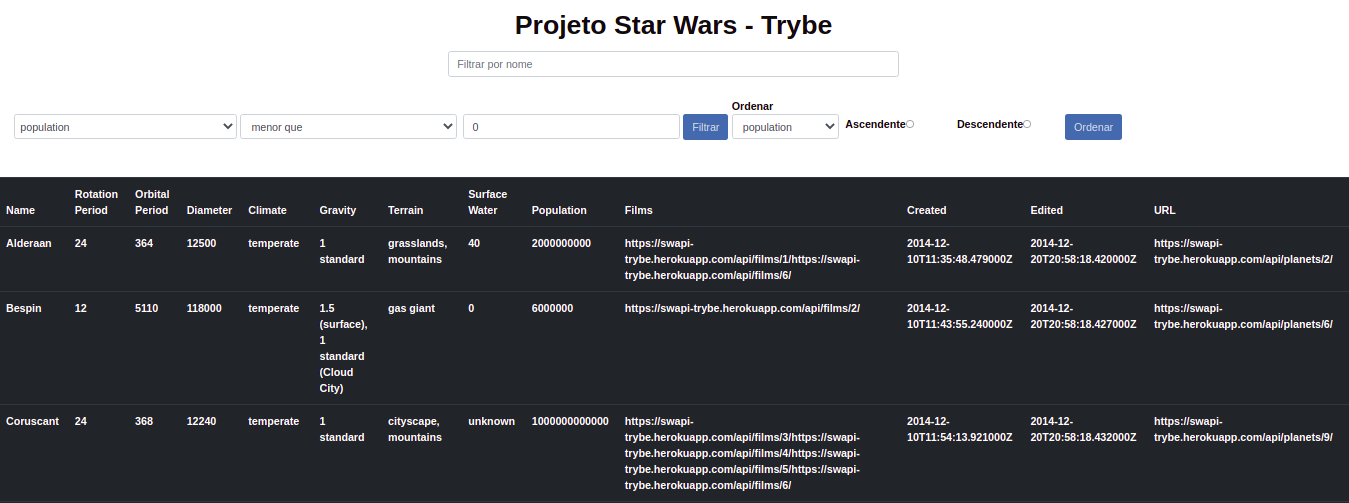 Projeto Star Wars - Trybe
Filtrar por nome
Ordenar
population menor que 0 Filtrar population Ascendente Descendente Ordenar
Rotation Orbital Surface
Name Period Period Diameter Climate Gravity Terrain Water Population Films Created Edited URL
Alderaan 24 364 12500 temperate 1 grasslands, 40 2000000000 https://swapi- 2014-12- 2014-12- https://swapi-
standard mountains trybe.herokuapp.com/api/films/1/https://swapi- 10T11:35:48.479000Z 20T20:58:18.420000Z trybe.herokuapp.com/api/planets/2/
trybe.herokuapp.com/api/films/6/
Bespin 12 5110 118000 temperate 1.5 gas giant 0 6000000 https://swapi-trybe.herokuapp.com/api/films/2/ 2014-12- 2014-12- https://swapi-
(surface), 10T11:43:55.240000Z 20T20:58:18.427000Z trybe.herokuapp.com/api/planets/6/
1
standard
(Cloud
City)
Coruscant 24 368 12240 temperate 1 cityscape, unknown 1000000000000 https://swapi- 2014-12- 2014-12- https://swapi-
standard mountains trybe.herokuapp.com/api/films/3/https://swapi- 10T11:54:13.921000Z 20T20:58:18.432000Z trybe.herokuapp.com/api/planets/9/
trybe.herokuapp.com/api/films/4/https://swapi-
trybe.herokuapp.com/api/films/5/https://swapi-
trybe.herokuapp.com/api/films/6/